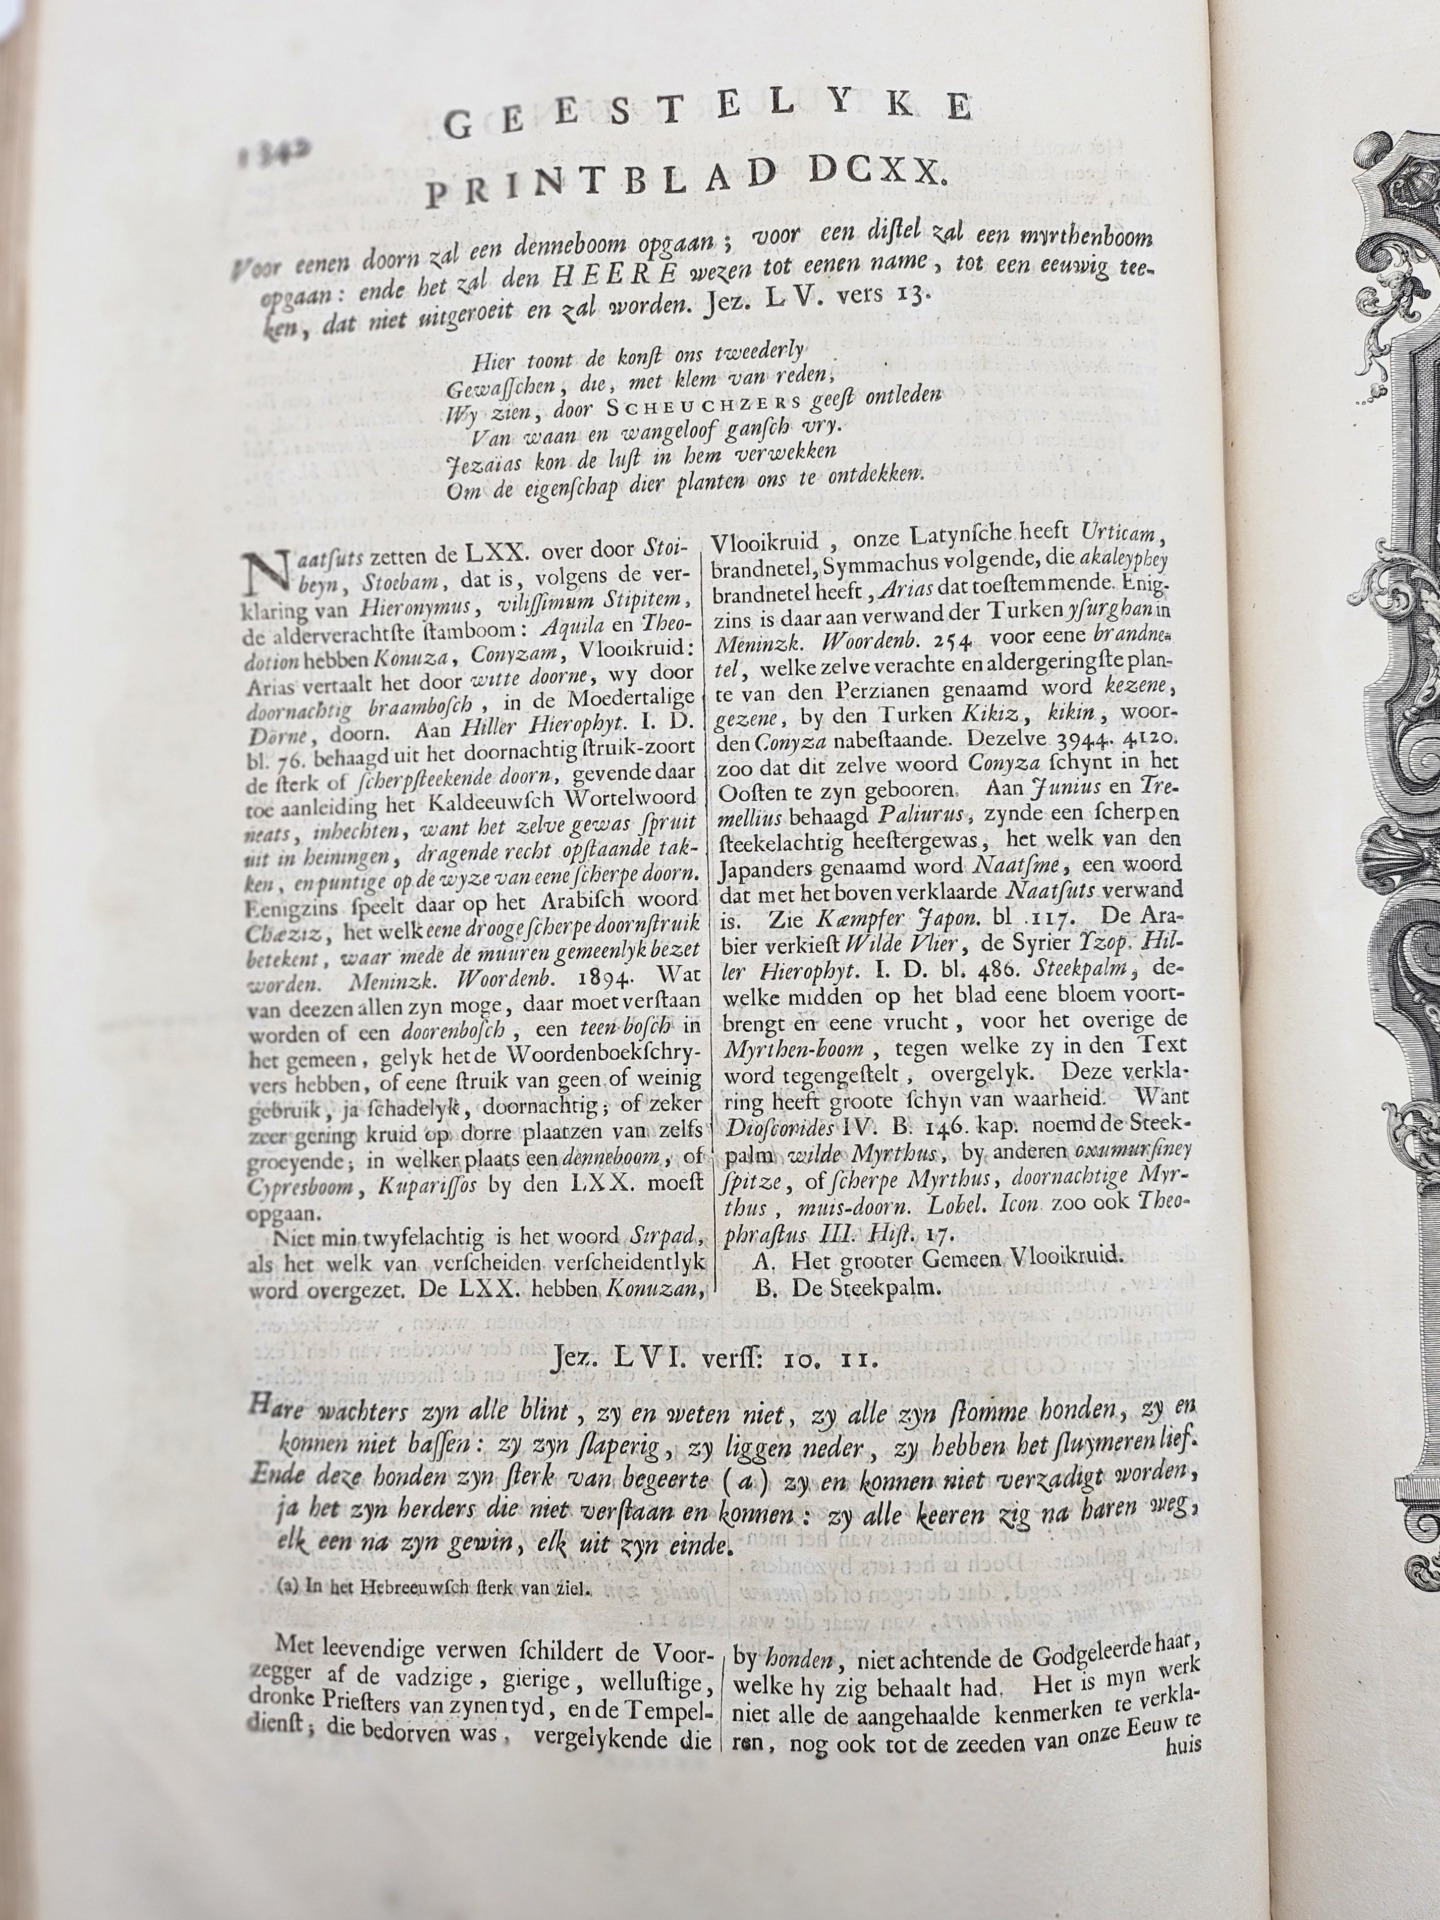 1342
GEESTELYKE
PRINTBLAD DCXX.
Voor eenen doorn zal een denneboom opgaan ; voor een diſtel zal een myrthenboom
opgaan : ende het zal den HEERE wezen tot eenen name , tot een eeuwig tee-
ken , dat niet uitgeroeit en zal worden. Jez. LV. vers 13.
Hier toont de konſt ons tweederly
Gewaſſchen , die, met klem van reden,
Wy zien, door SCHEUCHZERS geeſt ontleden
Van waan en wangeloof ganſch vry.
Jezaïas kon de luſt in hem verwekken
Om de eigenſchap dier planten ons te ontdekken.
Naatſuts zetten de LXX. over door Stoi-
beyn, Stoebam, dat is, volgens de ver-
klaring van Hieronymus, viliſſimum Stipitem,
de alderverachtſte ſtamboom: Aquila en Theo-
dotion hebben Konuza, Conyzam, Vlooikruid:
Arias vertaalt het door witte doorne, wy door
doornachtig braamboſch, in de Moedertalige
Dorne, doorn. Aan Hiller Hierophyt. I. D.
bl. 76. behaagd uit het doornachtig ſtruik-zoort
de ſterk of ſcherpſteekende doorn, gevende daar
toe aanleiding het Kaldeeuwſch Wortelwoord
neats, inhechten, want het zelve gewas ſpruit
uit in heiningen, dragende recht opſtaande tak-
ken, en puntige op de wyze van eene ſcherpe doorn.
Eenigzins ſpeelt daar op het Arabiſch woord
Chæziz, het welk eene drooge ſcherpe doornſtruik
betekent, waar mede de muuren gemeenlyk bezet
worden. Meninzk. Woordenb. 1894. Wat
van deezen allen zyn moge, daar moet verſtaan
worden of een doorenboſch, een teen-boſch in
het gemeen, gelyk het de Woordenboekſchry-
vers hebben, of eene ſtruik van geen of weinig
gebruik, ja ſchadelyk, doornachtig; of zeker
zeer gering kruid op dorre plaatzen van zelfs
groeyende; in welker plaats een denneboom, of
Cypresboom, Kupariſſos by den LXX. moeſt
opgaan.
Niet min twyfelachtig is het woord Sirpad,
als het welk van verſcheiden verſcheidentlyk
word overgezet. De LXX. hebben Konuzan,
Vlooikruid, onze Latynſche heeft Urticam,
brandnetel, Symmachus volgende, die akaleyphey
brandnetel heeft, Arias dat toeſtemmende. Enig-
zins is daar aan verwand der Turken yſurghan in
Meninzk. Woordenb. 254 voor eene brandne-
tel, welke zelve verachte en aldergeringſte plan-
te van den Perzianen genaamd word kezene,
gezene, by den Turken Kikiz, kikin, woor-
den Conyza nabeſtaande. Dezelve 3944. 4120.
zoo dat dit zelve woord Conyza ſchynt in het
Ooſten te zyn gebooren. Aan Junius en Tre-
mellius behaagd Paliurus, zynde een ſcherpen
ſteekelachtig heeſtergewas, het welk van den
Japanders genaamd word Naatſme, een woord
dat met het boven verklaarde Naatſuts verwand
is. Zie Kæmpfer Japon. bl .117. De Ara-
bier verkieſt Wilde Vlier, de Syrier Yzop. Hil-
ler Hierophyt. I. D. bl. 486. Steekpalm, de-
welke midden op het blad eene bloem voort-
brengt en eene vrucht, voor het overige de
Myrthen-boom, tegen welke zy in den Text
word tegengeſtelt, overgelyk. Deze verkla-
ring heeft groote ſchyn van waarheid. Want
Dioſcorides IV. B. 146. kap. noemd de Steek-
palm wilde Myrthus, by anderen oxumurſiney
ſpitze, of ſcherpe Myrthus, doornachtige Myr-
thus, muis-doorn. Lobel. Icon zoo ook Theo-
phraſtus III. Hiſt. 17.
A. Het grooter Gemeen Vlooikruid.
B. De Steekpalm.
Jez. LVI. verſſ: 10. 11.
Hare wachters zyn alle blint, zy en weten niet, zy alle zyn ſtomme honden, zy en
konnen niet baſſen: zy zyn ſlaperig, zy liggen neder, zy hebben het ſluymeren lief.
Ende deze honden zyn ſterk van begeerte (a) zy en konnen niet verzadigt worden,
ja het zyn herders die niet verſtaan en konnen: zy alle keeren zig na haren weg,
elk een na zyn gewin, elk uit zyn einde.
(a) In het Hebreeuwſch ſterk van ziel.
Met leevendige verwen ſchildert de Voor-
zegger af de vadzige, gierige, welluſtige,
dronke Prieſters van zynen tyd, en de Tempel-
dienſt; die bedorven was, vergelykende die
by honden, niet achtende de Godgeleerde haat,
welke hy zig behaalt had. Het is myn werk
niet alle de aangehaalde kenmerken te verkla-
ren, nog ook tot de zeeden van onze Eeuw te
huis